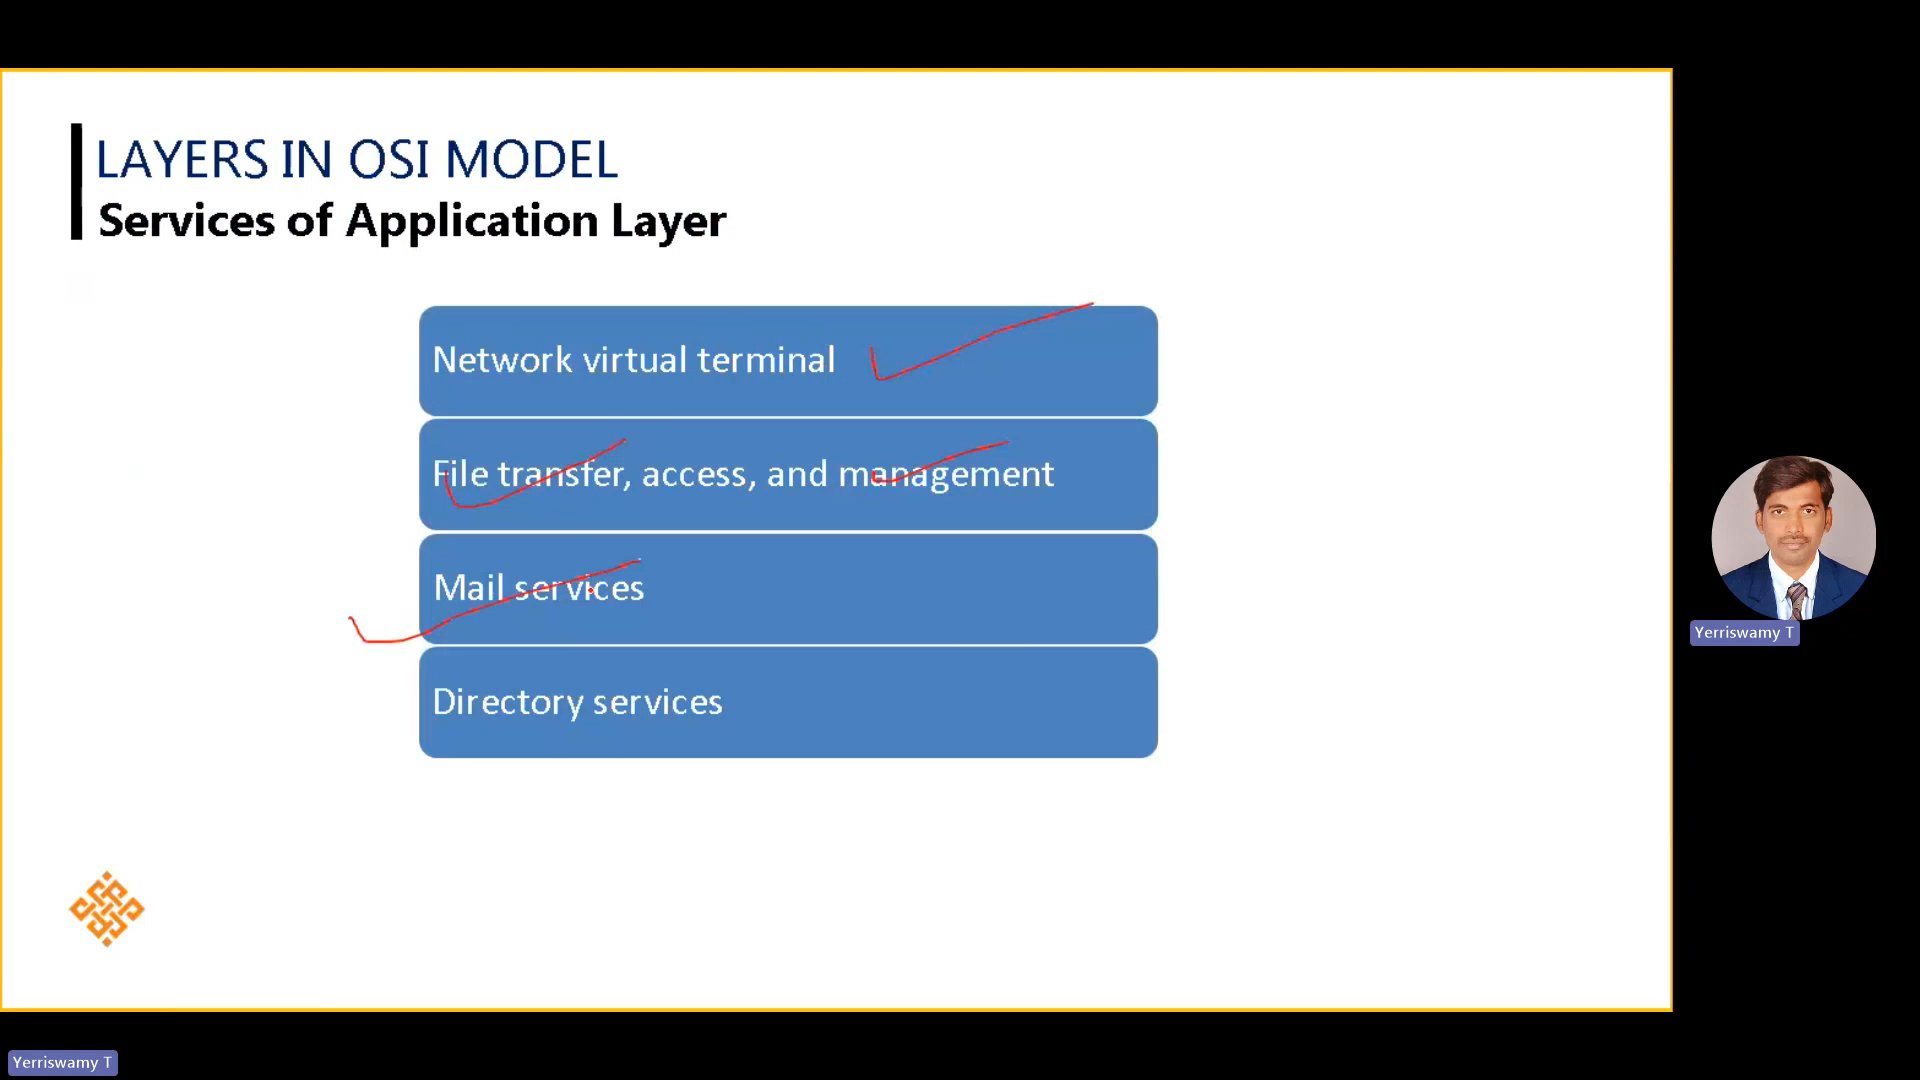 LAYERS IN OSI MODEL
Services of Application Layer
Network virtual terminal
File transfer, access, and management
Mail services
Directory services
Yerriswamy T
Yerriswamy T